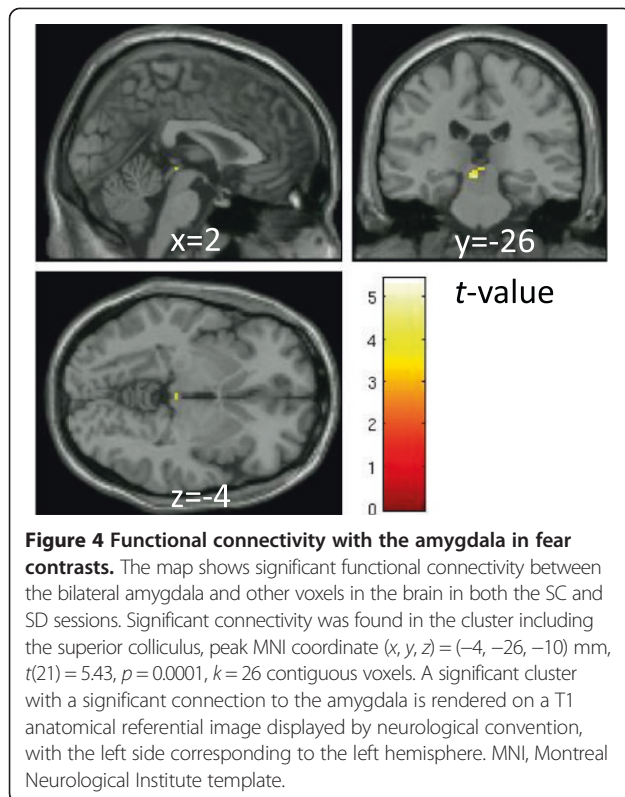 x=2
y=-26
t-value
5
4
3
2
1
0
z=-4
Figure 4 Functional connectivity with the amygdala in fear
contrasts. The map shows significant functional connectivity between
the bilateral amygdala and other voxels in the brain in both the SC and
SD sessions. Significant connectivity was found in the cluster including
the superior colliculus, peak MNI coordinate (x, y, z) = (−4, −26, −10) mm,
t(21) = 5.43, p = 0.0001, k = 26 contiguous voxels. A significant cluster
with a significant connection to the amygdala is rendered on a T1
anatomical referential image displayed by neurological convention,
with the left side corresponding to the left hemisphere. MNI, Montreal
Neurological Institute template.